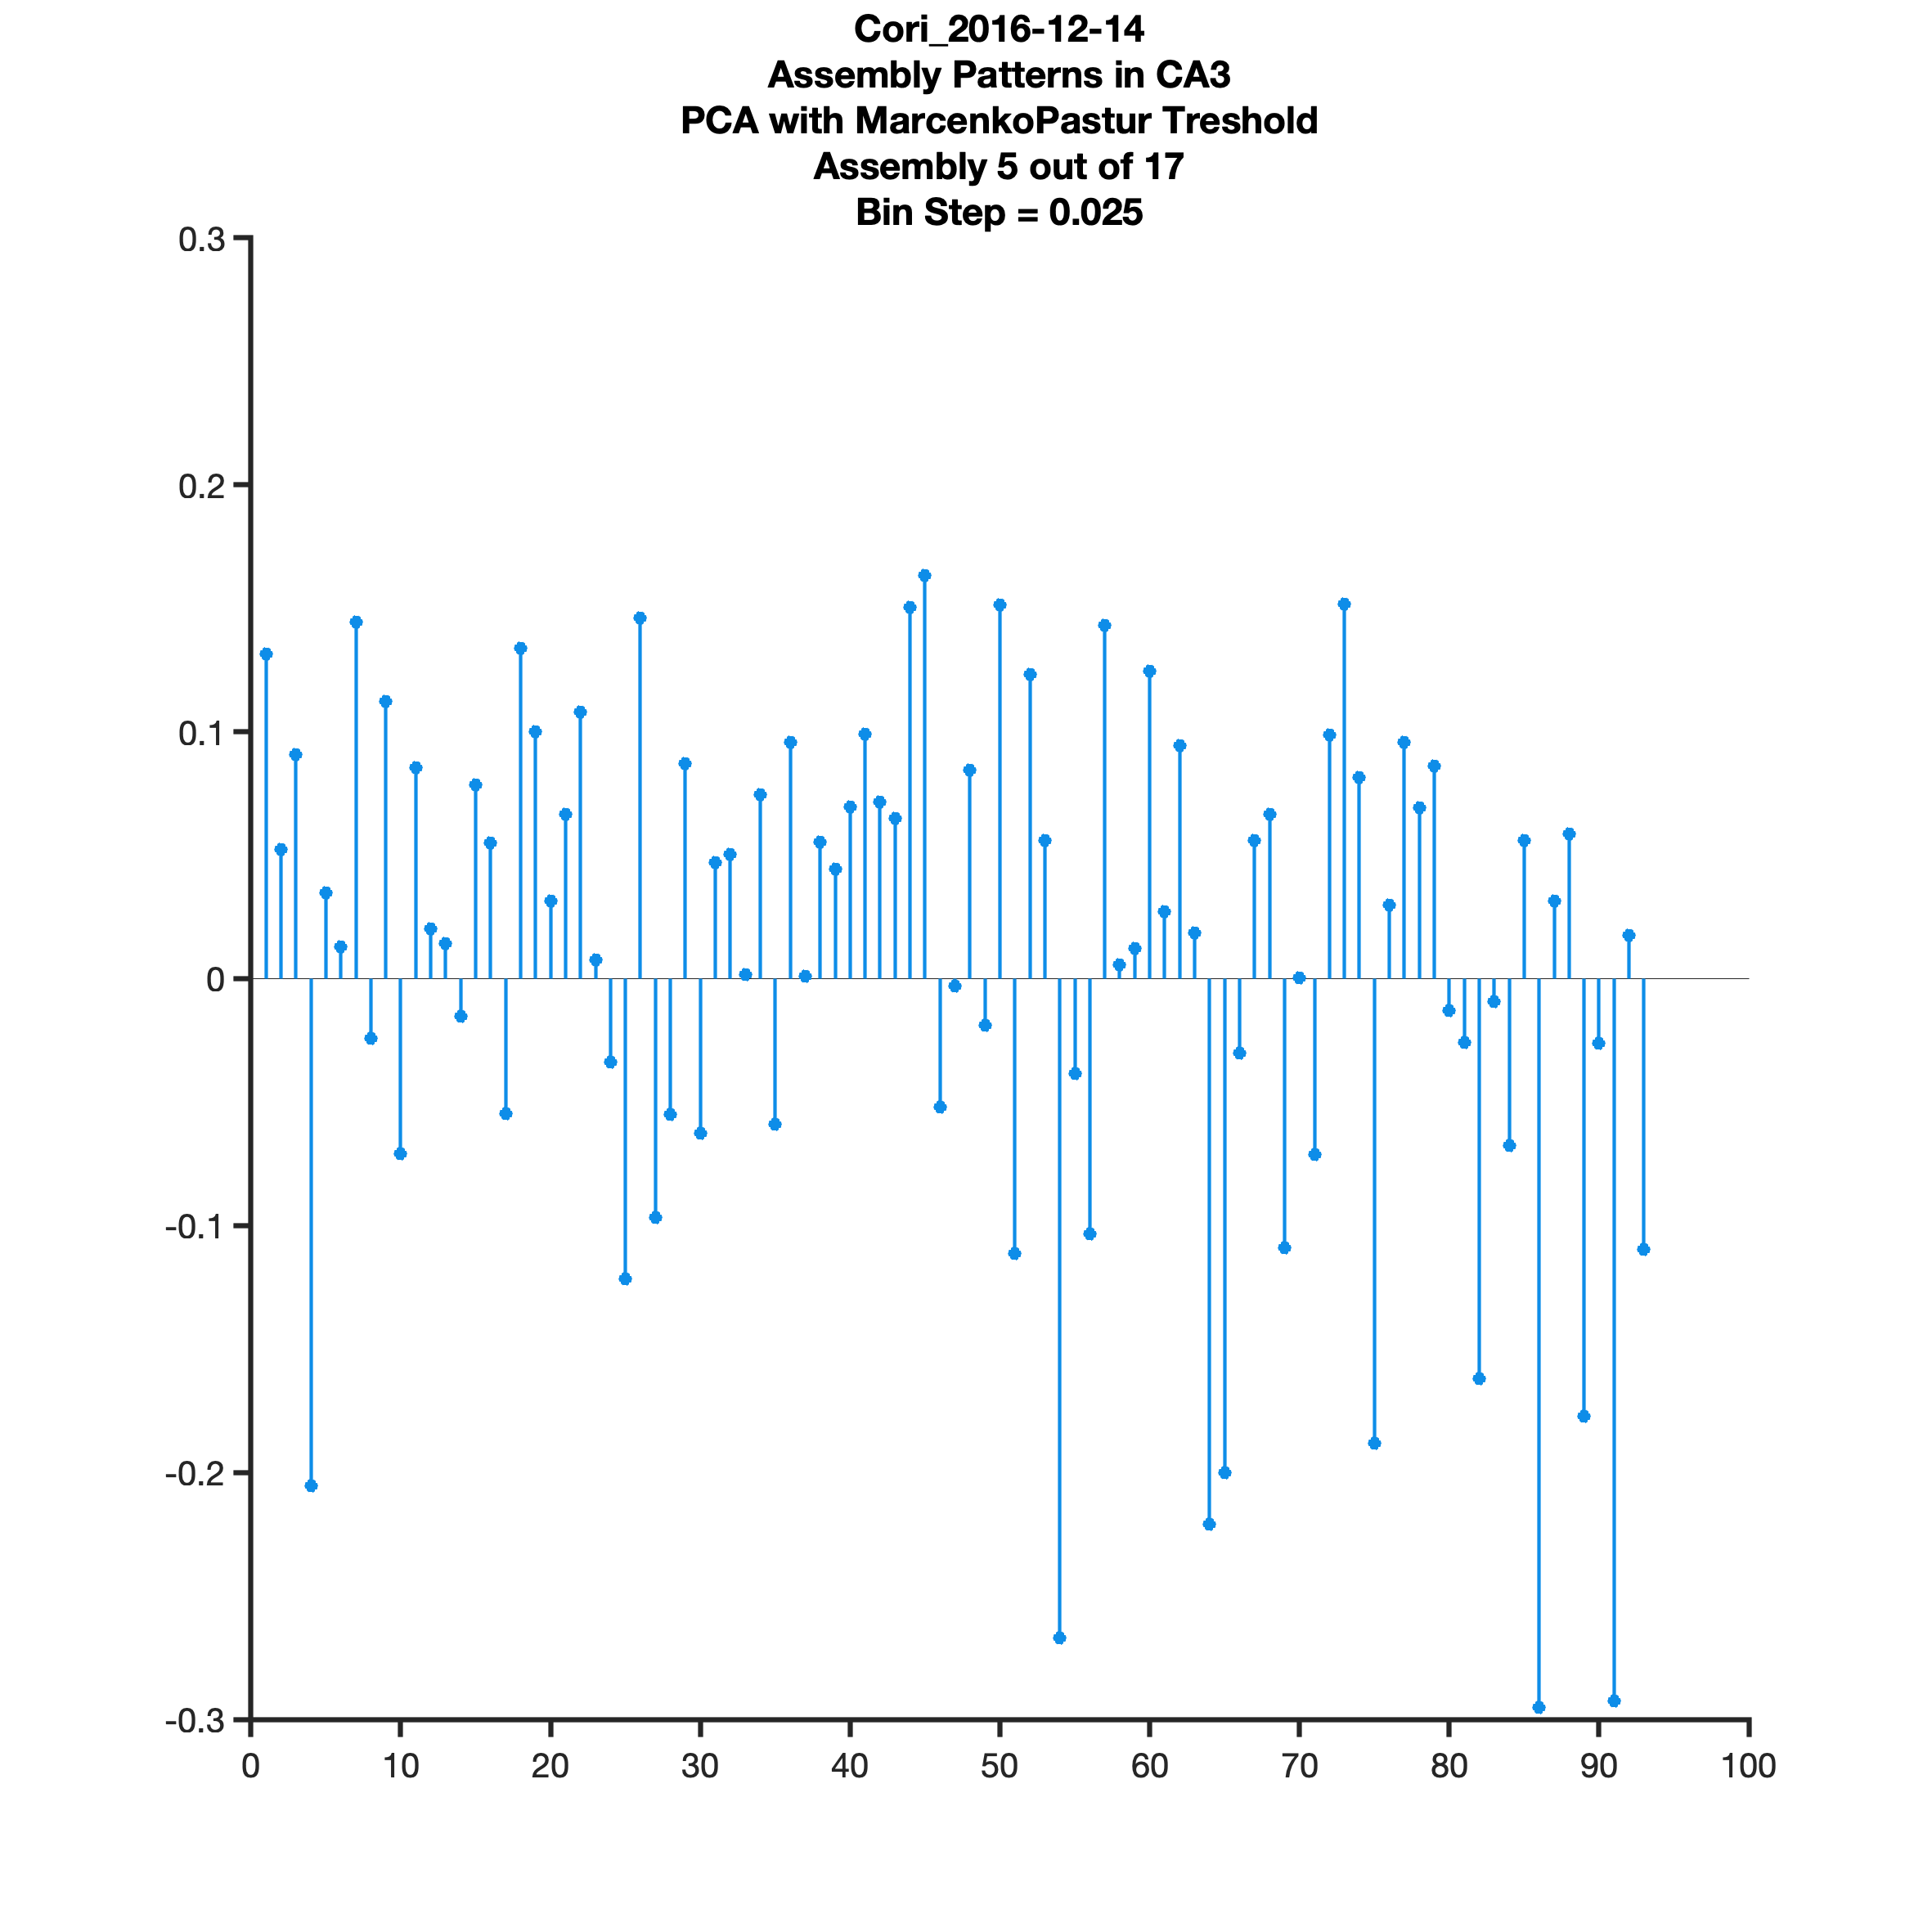 Cori_2016-12-14
Assembly Patterns in CA3
PCA with MarcenkoPastur Treshold
Assembly 5 out of 17
Bin Step = 0.025
0.3
0.2
0.1
0
-0.1
-0.2
-0.3
0 10 20 30 40 50 60 70 80 90 100